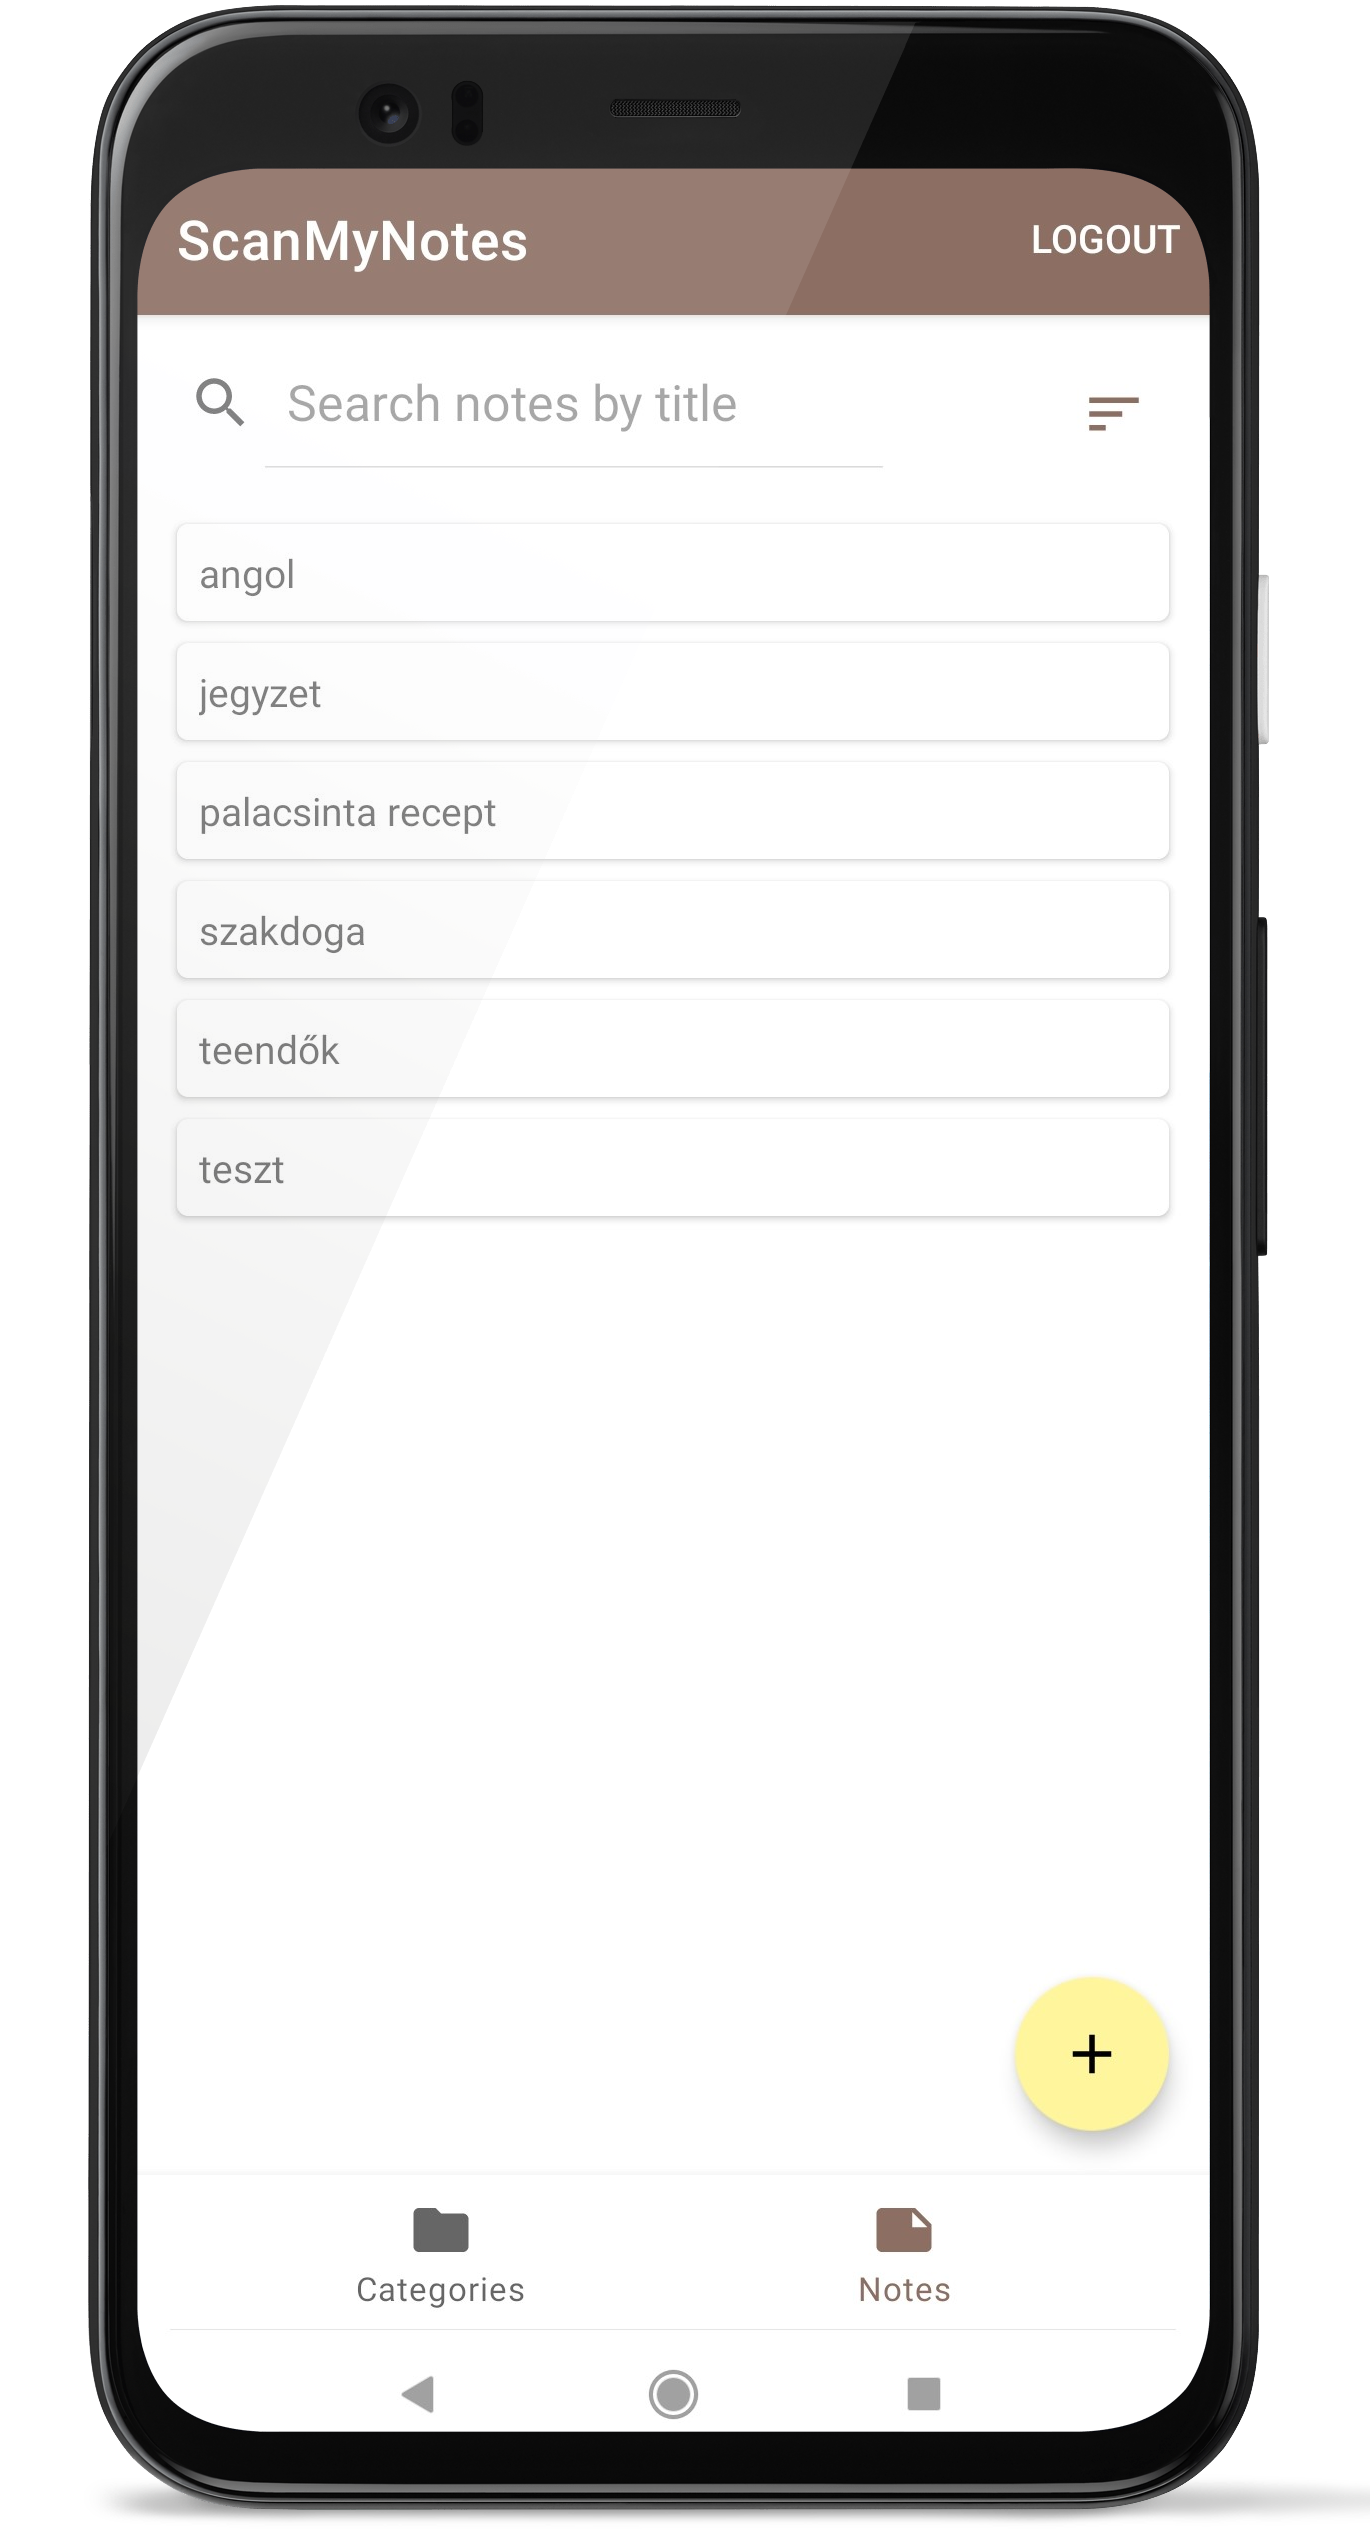 ScanMyNotes LOGOUT
Search notes by title
angol
jegyzet
palacsinta recept
szakdoga
teendők
teszt
Categories Notes